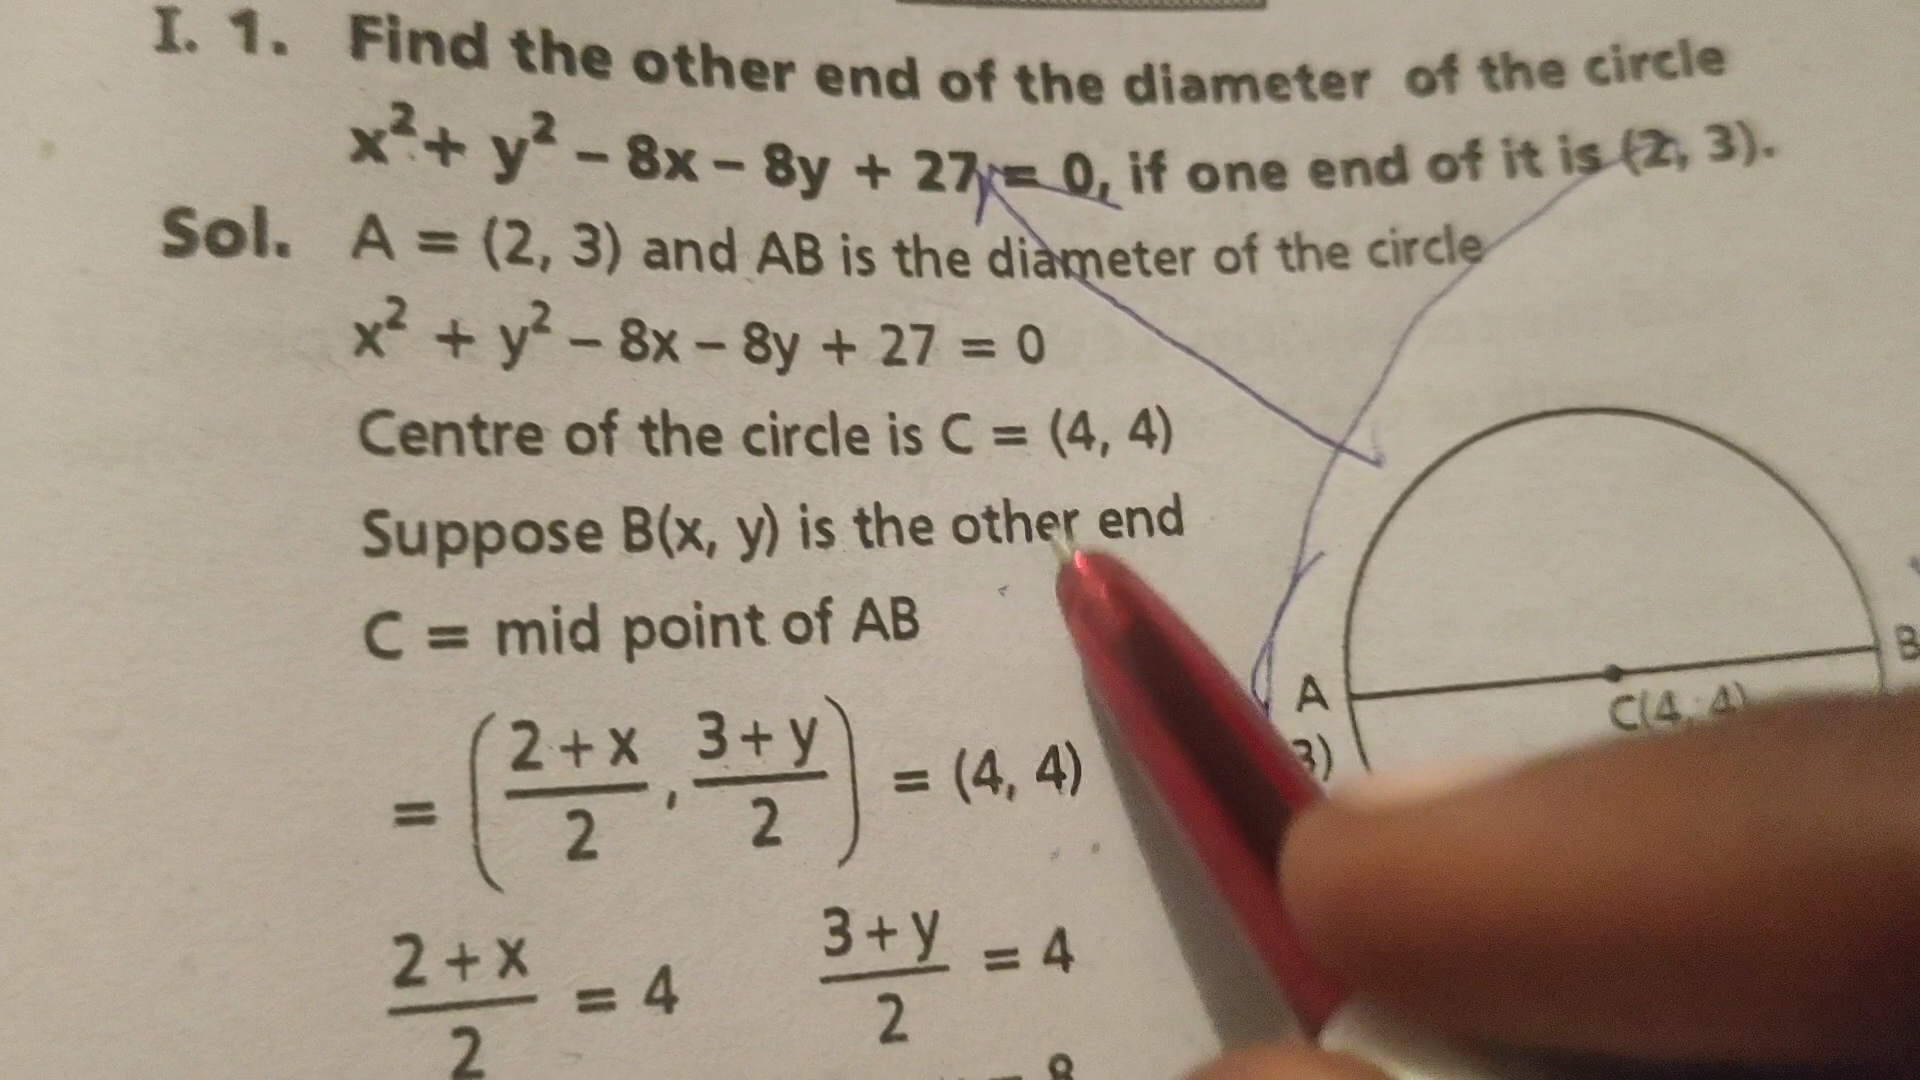 I. 1. Find the other end of the diameter of the circle
x² + y² – 8x – 8y + 27 = 0, if one end of it is (2, 3).
Sol. A = (2, 3) and AB is the diameter of the circle
x² + y² – 8x – 8y + 27 = 0
Centre of the circle is C = (4, 4)
Suppose B(x, y) is the other end
C = mid point of AB
= ( (2 + x)/2 , (3 + y)/2 ) = (4, 4)
(2 + x)/2 = 4 (3 + y)/2 = 4
A
B
C(4, 4)
3)